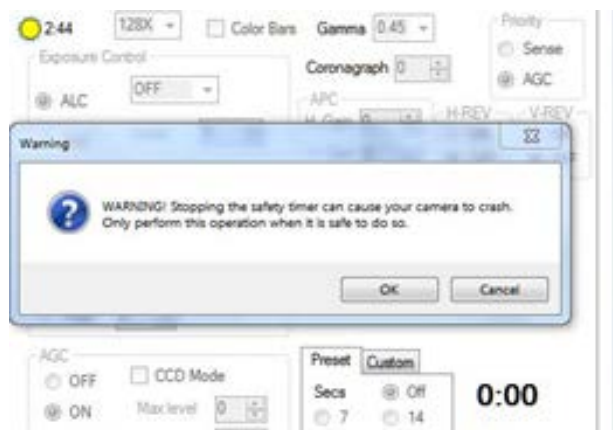 2:44 128X Color Bars Gamma 0.45 Priority
Sense
Exposure Control
Coronagraph 0
AGC
ALC OFF
APC
H-REV V-REV
Warning
WARNING! Stopping the safety timer can cause your camera to crash.
Only perform this operation when it is safe to do so.
OK Cancel
AGC
Preset Custom
OFF CCD Mode
Secs Off
0:00
ON Max level 0
7 14